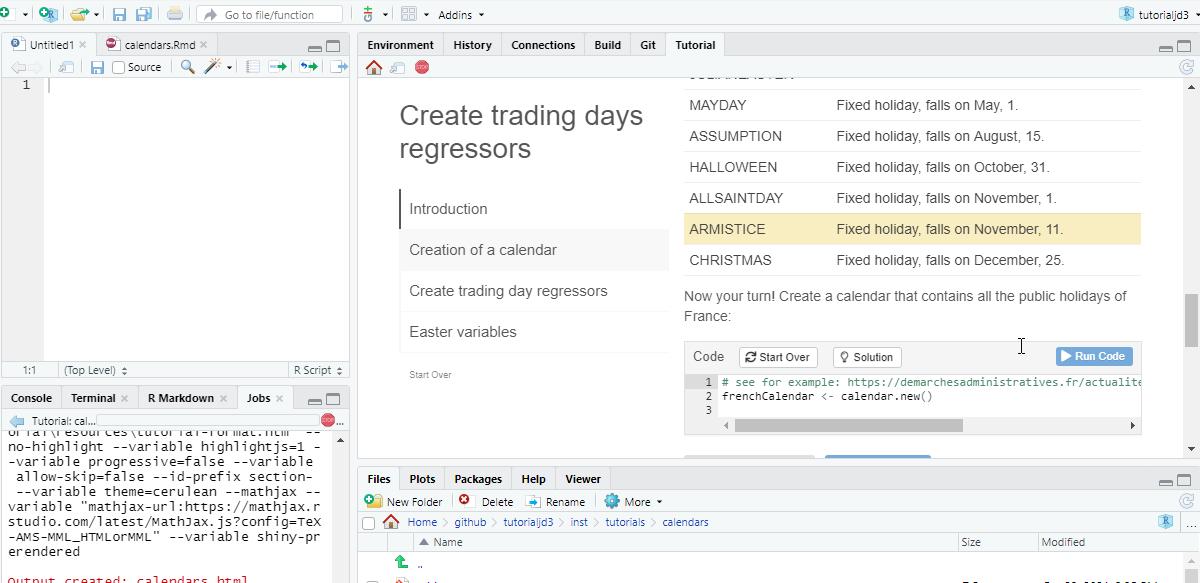 Go to file/function
Addins
tutorialjd3
Untitled1
calendars.Rmd
Source
1
1:1
(Top Level)
R Script
Console
Terminal
R Markdown
Jobs
Tutorial: cal...
no-highlight --variable highlightjs=1 -
-variable progressive=false --variable
allow-skip=false --id-prefix section-
--variable theme=cerulean --mathjax --
variable "mathjax-url:https://mathjax.r
studio.com/latest/MathJax.js?config=TeX
-AMS-MML_HTMLorMML" --variable shiny-pr
erendered
Output created: calendars.html
Environment
History
Connections
Build
Git
Tutorial
Create trading days
regressors
Introduction
Creation of a calendar
Create trading day regressors
Easter variables
Start Over
MAYDAY Fixed holiday, falls on May, 1.
ASSUMPTION Fixed holiday, falls on August, 15.
HALLOWEEN Fixed holiday, falls on October, 31.
ALLSAINTDAY Fixed holiday, falls on November, 1.
ARMISTICE Fixed holiday, falls on November, 11.
CHRISTMAS Fixed holiday, falls on December, 25.
Now your turn! Create a calendar that contains all the public holidays of
France:
Code
Start Over
Solution
Run Code
1 # see for example: https://demarchesadministratives.fr/actualite
2 frenchCalendar <- calendar.new()
3
Files
Plots
Packages
Help
Viewer
New Folder
Delete
Rename
More
Home
github
tutorialjd3
inst
tutorials
calendars
...
Name
Size
Modified
..